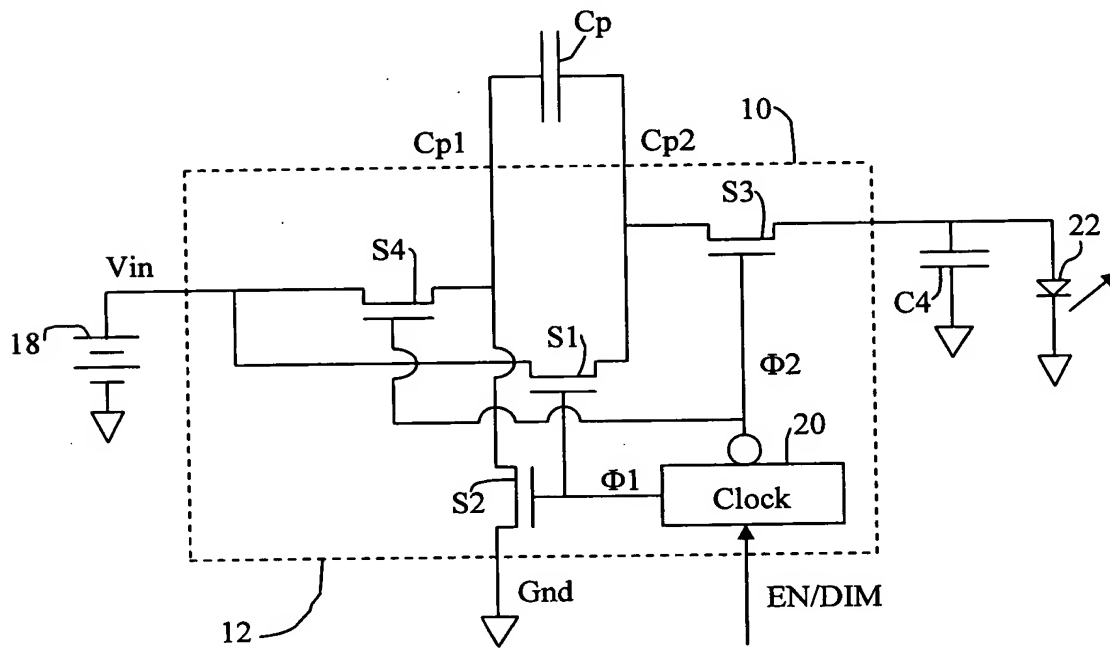 Cp
10
Cp1
Cp2
S3
S4
22
Vin
C4
18
S1
Φ2
20
Φ1
S2
Clock
Gnd
EN/DIM
12